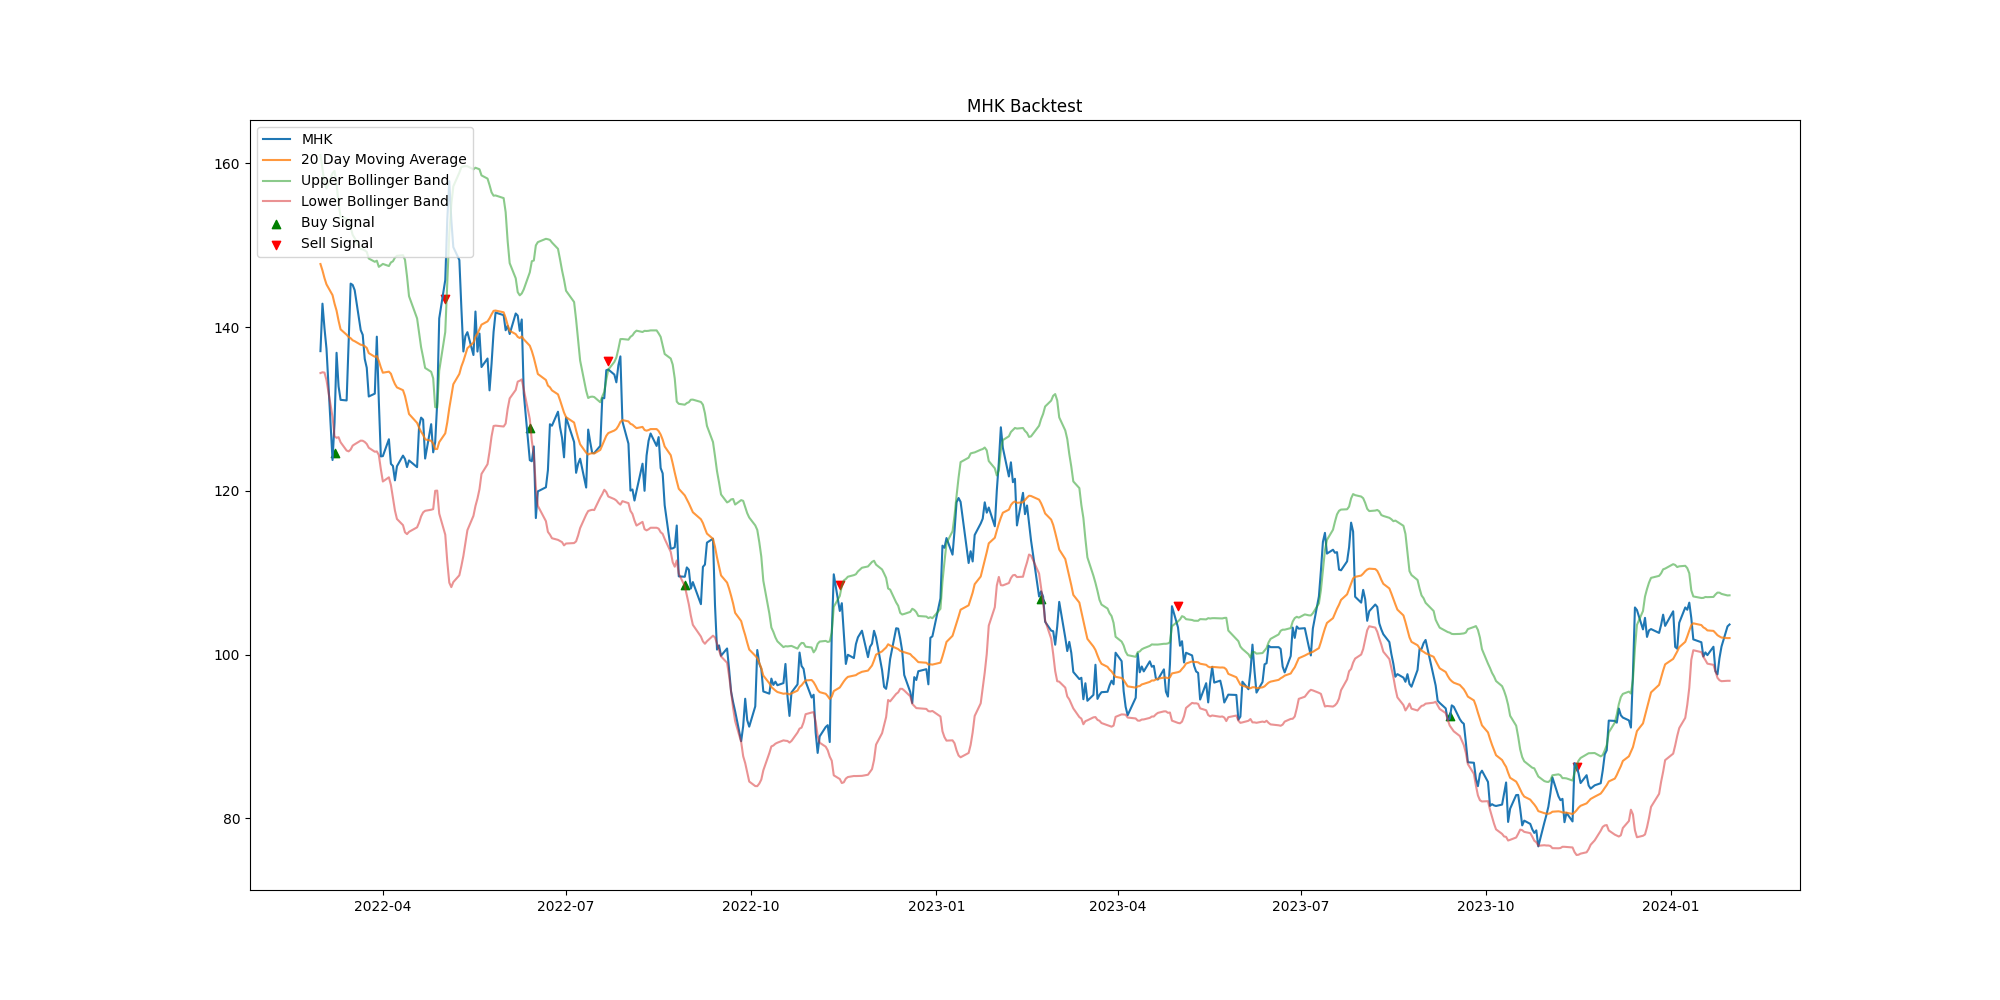 MHK Backtest
MHK
20 Day Moving Average
Upper Bollinger Band
Lower Bollinger Band
Buy Signal
Sell Signal
160
140
120
100
80
2022-04
2022-07
2022-10
2023-01
2023-04
2023-07
2023-10
2024-01